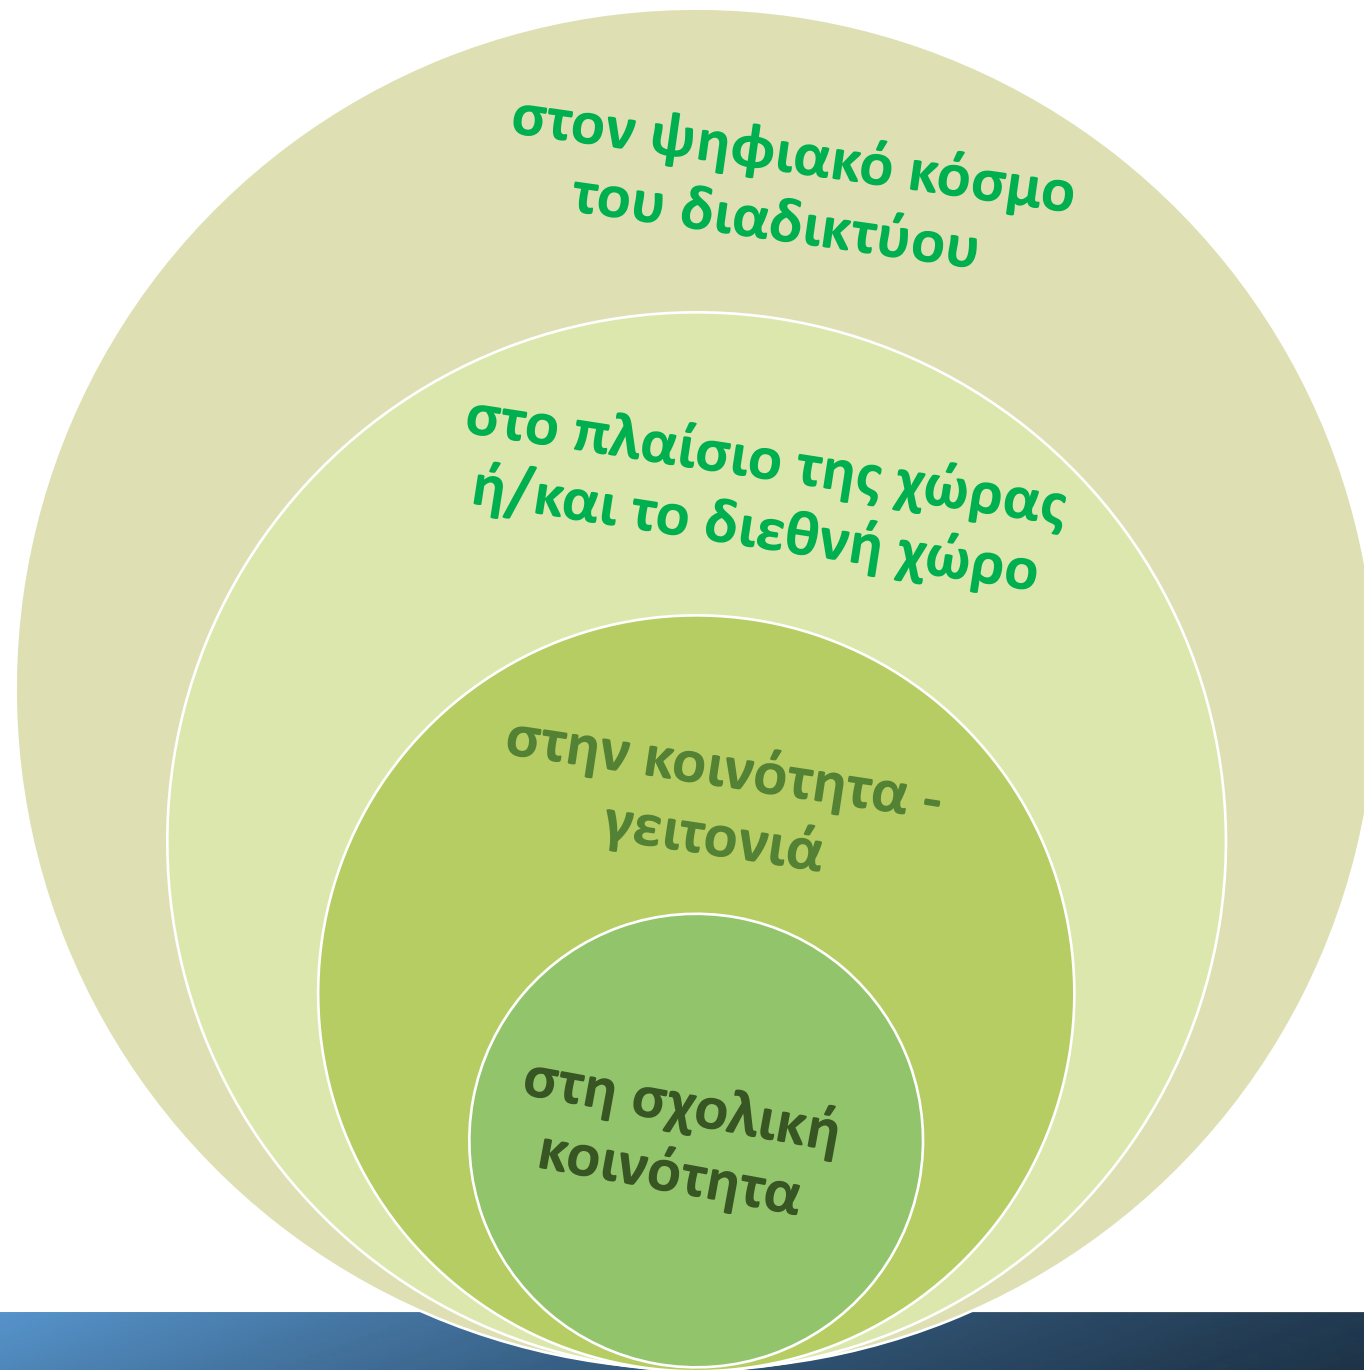 στον ψηφιακό κόσμο
του διαδικτύου
στο πλαίσιο της χώρας
ή/και το διεθνή χώρο
στην κοινότητα -
γειτονιά
στη σχολική
κοινότητα